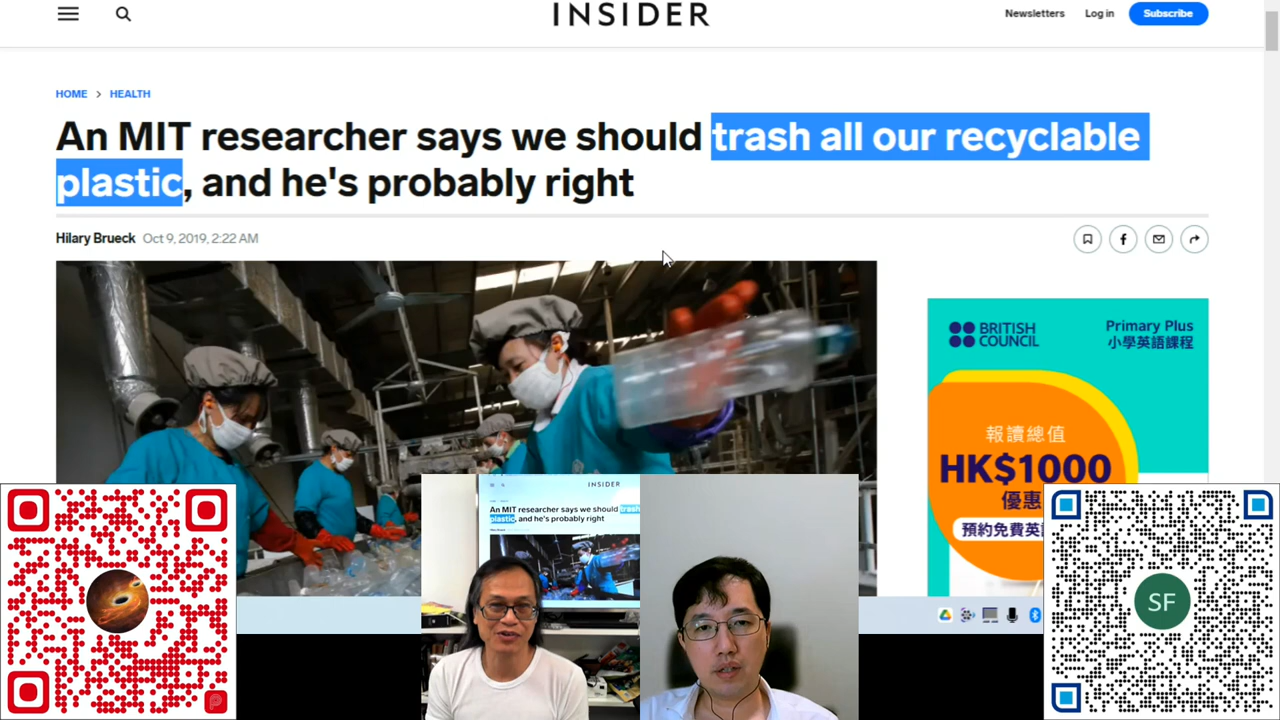 INSIDER
Newsletters
Log in
Subscribe
HOME > HEALTH
An MIT researcher says we should trash all our recyclable
plastic, and he's probably right
Hilary Brueck Oct 9, 2019, 2:22 AM
BRITISH
COUNCIL
Primary Plus
小學英語課程
報讀總值
HK$1000
優惠
預約免費英
INSIDER
An MIT researcher says we should trash
plastic, and he's probably right
SF